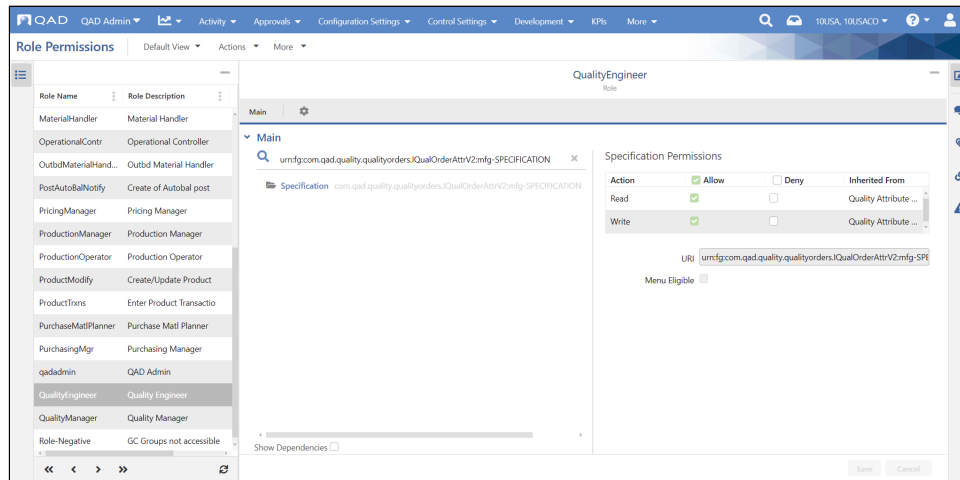 QAD QAD Admin Activity Approvals Configuration Settings Control Settings Development KPIs More 10USA, 10USACO
Role Permissions Default View Actions More
QualityEngineer
Role
Role Name Role Description
MaterialHandler Material Handler
OperationalContr Operational Controller
OutbdMaterialHand... Outbd Material Handler
PostAutoBalNotify Create of Autobal post
PricingManager Pricing Manager
ProductionManager Production Manager
ProductionOperator Production Operator
ProductModify Create/Update Product
ProductTrxns Enter Product Transactio
PurchaseMatlPlanner Purchase Matl Planner
PurchasingMgr Purchasing Manager
qadadmin QAD Admin
QualityEngineer Quality Engineer
QualityManager Quality Manager
Role-Negative GC Groups not accessible
Main
Main
urn:fg:com.qad.quality.qualityorders.IQualOrderAttrV2:mfg-SPECIFICATION
Specification com.qad.quality.qualityorders.IQualOrderAttrV2:mfg-SPECIFICATION
Show Dependencies
Specification Permissions
Action Allow Deny Inherited From
Read Quality Attribute ...
Write Quality Attribute ...
URI urn:fg:com.qad.quality.qualityorders.IQualOrderAttrV2:mfg-SPE
Menu Eligible
Save Cancel